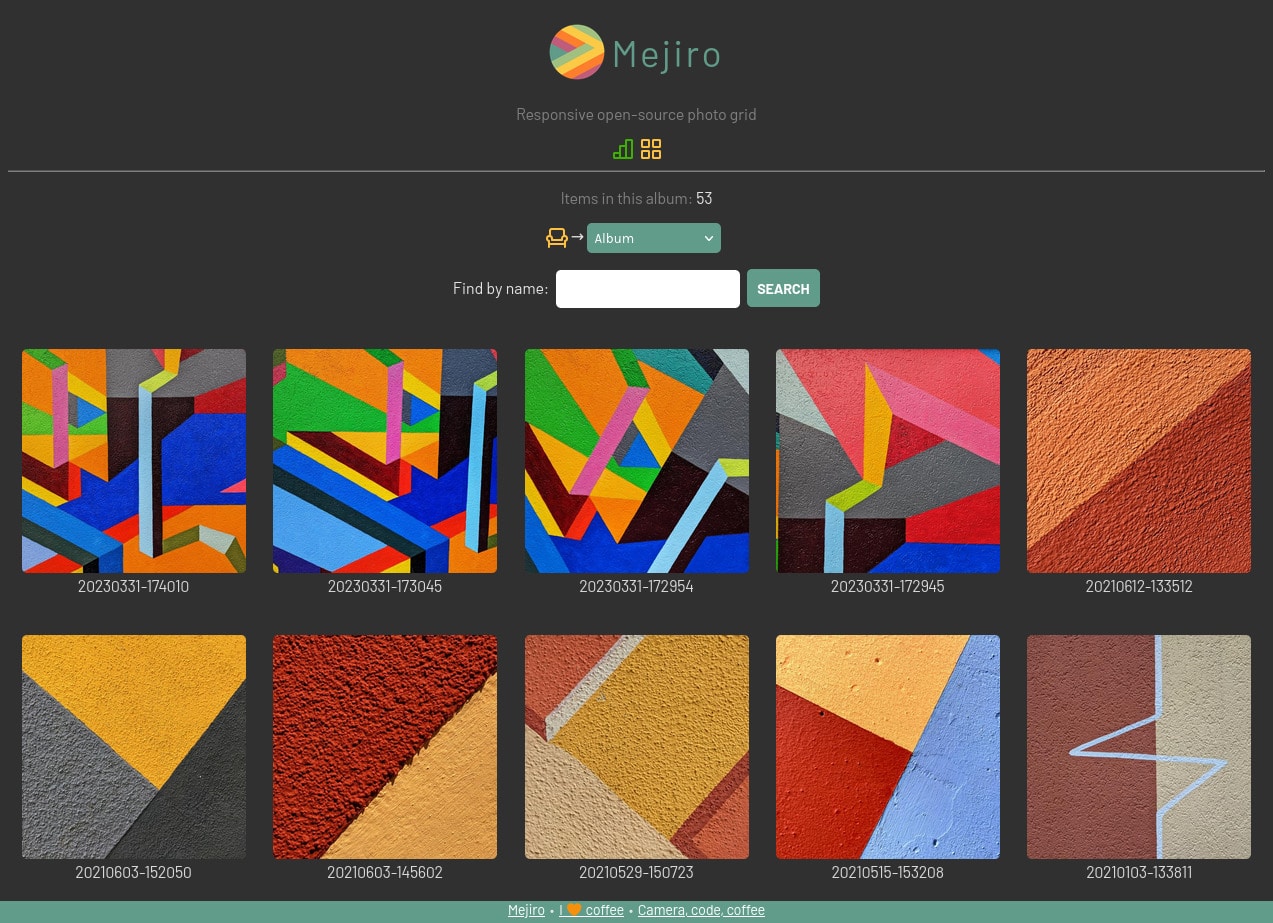 Mejiro
Responsive open-source photo grid
Items in this album: 53
→ Album
Find by name: SEARCH
20230331-174010 20230331-173045 20230331-172954 20230331-172945 20210612-133512
20210603-152050 20210603-145602 20210529-150723 20210515-153208 20210103-133811
Mejiro • I 🧡 coffee • Camera, code, coffee